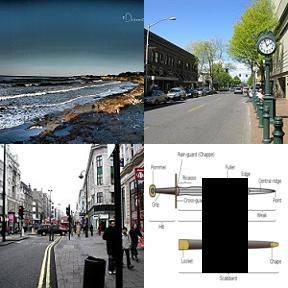 Rain-guard (Chappe)
Pommel
Fuller
Ricasso
Edge
Central ridge
Grip
Cross-guard
Point
Weak
Hilt
Locket
Chape
Scabbard